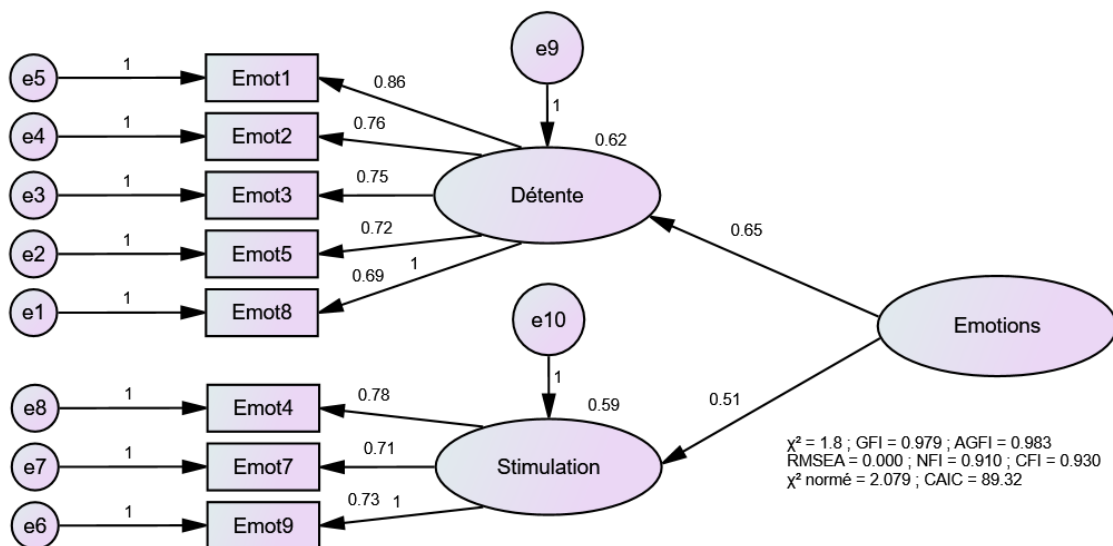 e9
e5
1
Emot1
0.86
1
e4
1
Emot2
0.76
0.62
e3
1
Emot3
0.75
Détente
e2
1
Emot5
0.72
1
0.65
e1
1
Emot8
0.69
e10
Emotions
1
e8
1
Emot4
0.78
0.59
0.51
e7
1
Emot7
0.71
Stimulation
e6
1
Emot9
0.73
1
χ² = 1.8 ; GFI = 0.979 ; AGFI = 0.983
RMSEA = 0.000 ; NFI = 0.910 ; CFI = 0.930
χ² normé = 2.079 ; CAIC = 89.32